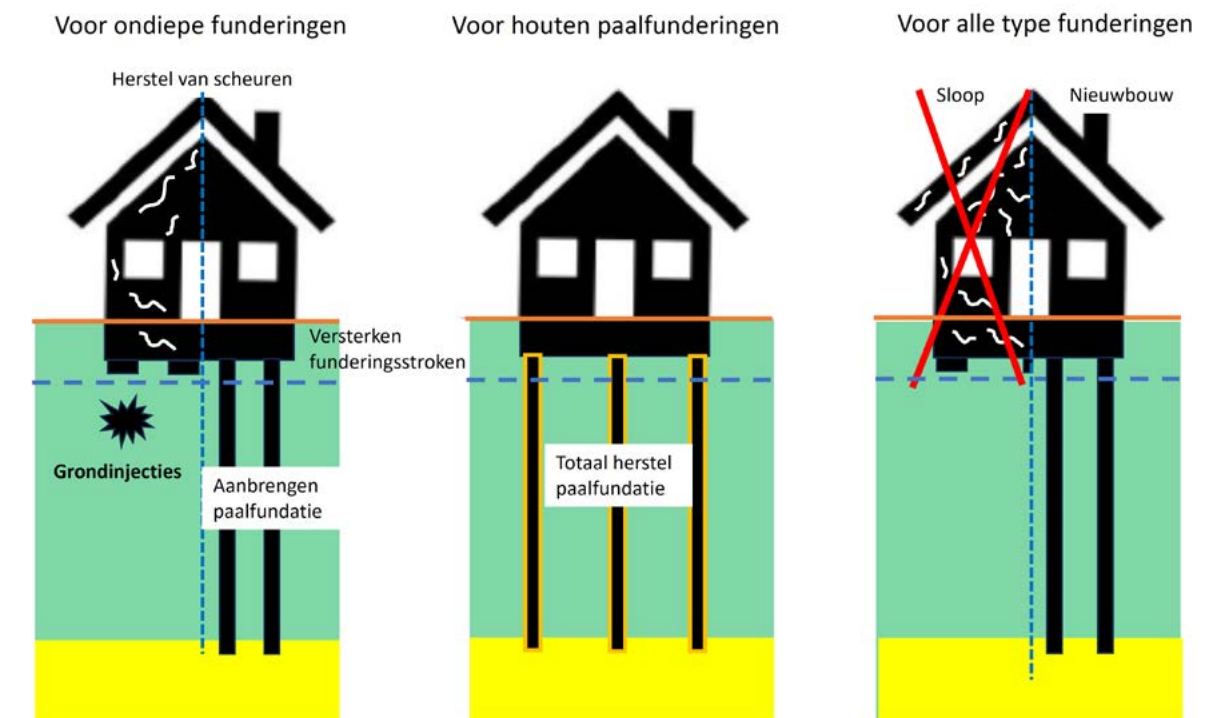 Voor ondiepe funderingen
Herstel van scheuren
Versterken
funderingsstroken
Grondinjecties
Aanbrengen
paalfundatie
Voor houten paalfunderingen
Totaal herstel
paalfundatie
Voor alle type funderingen
Sloop
Nieuwbouw